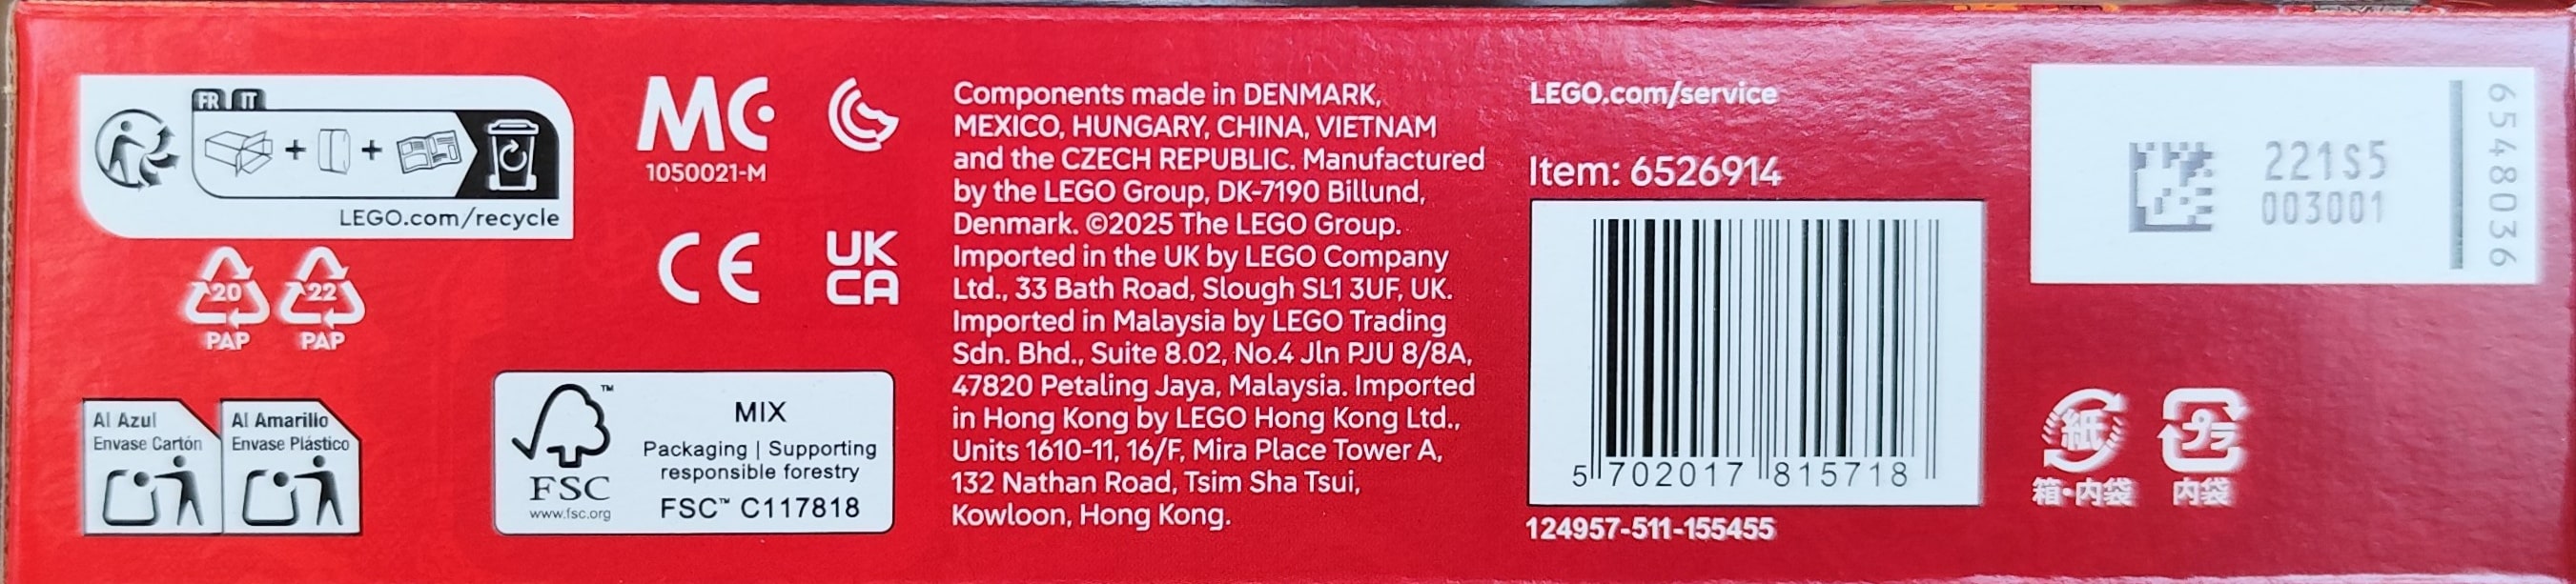 FR IT
LEGO.com/recycle
20
PAP
22
PAP
Al Azul
Envase Cartón
Al Amarillo
Envase Plástico
MC
1050021-M
CE
UK
CA
FSC
www.fsc.org
MIX
Packaging | Supporting
responsible forestry
FSC™ C117818
Components made in DENMARK,
MEXICO, HUNGARY, CHINA, VIETNAM
and the CZECH REPUBLIC. Manufactured
by the LEGO Group, DK-7190 Billund,
Denmark. ©2025 The LEGO Group.
Imported in the UK by LEGO Company
Ltd., 33 Bath Road, Slough SL1 3UF, UK.
Imported in Malaysia by LEGO Trading
Sdn. Bhd., Suite 8.02, No.4 Jln PJU 8/8A,
47820 Petaling Jaya, Malaysia. Imported
in Hong Kong by LEGO Hong Kong Ltd.,
Units 1610-11, 16/F, Mira Place Tower A,
132 Nathan Road, Tsim Sha Tsui,
Kowloon, Hong Kong.
LEGO.com/service
Item: 6526914
5 702017 815718
124957-511-155455
221S5
003001
6548036
紙
箱・内袋
プラ
内袋